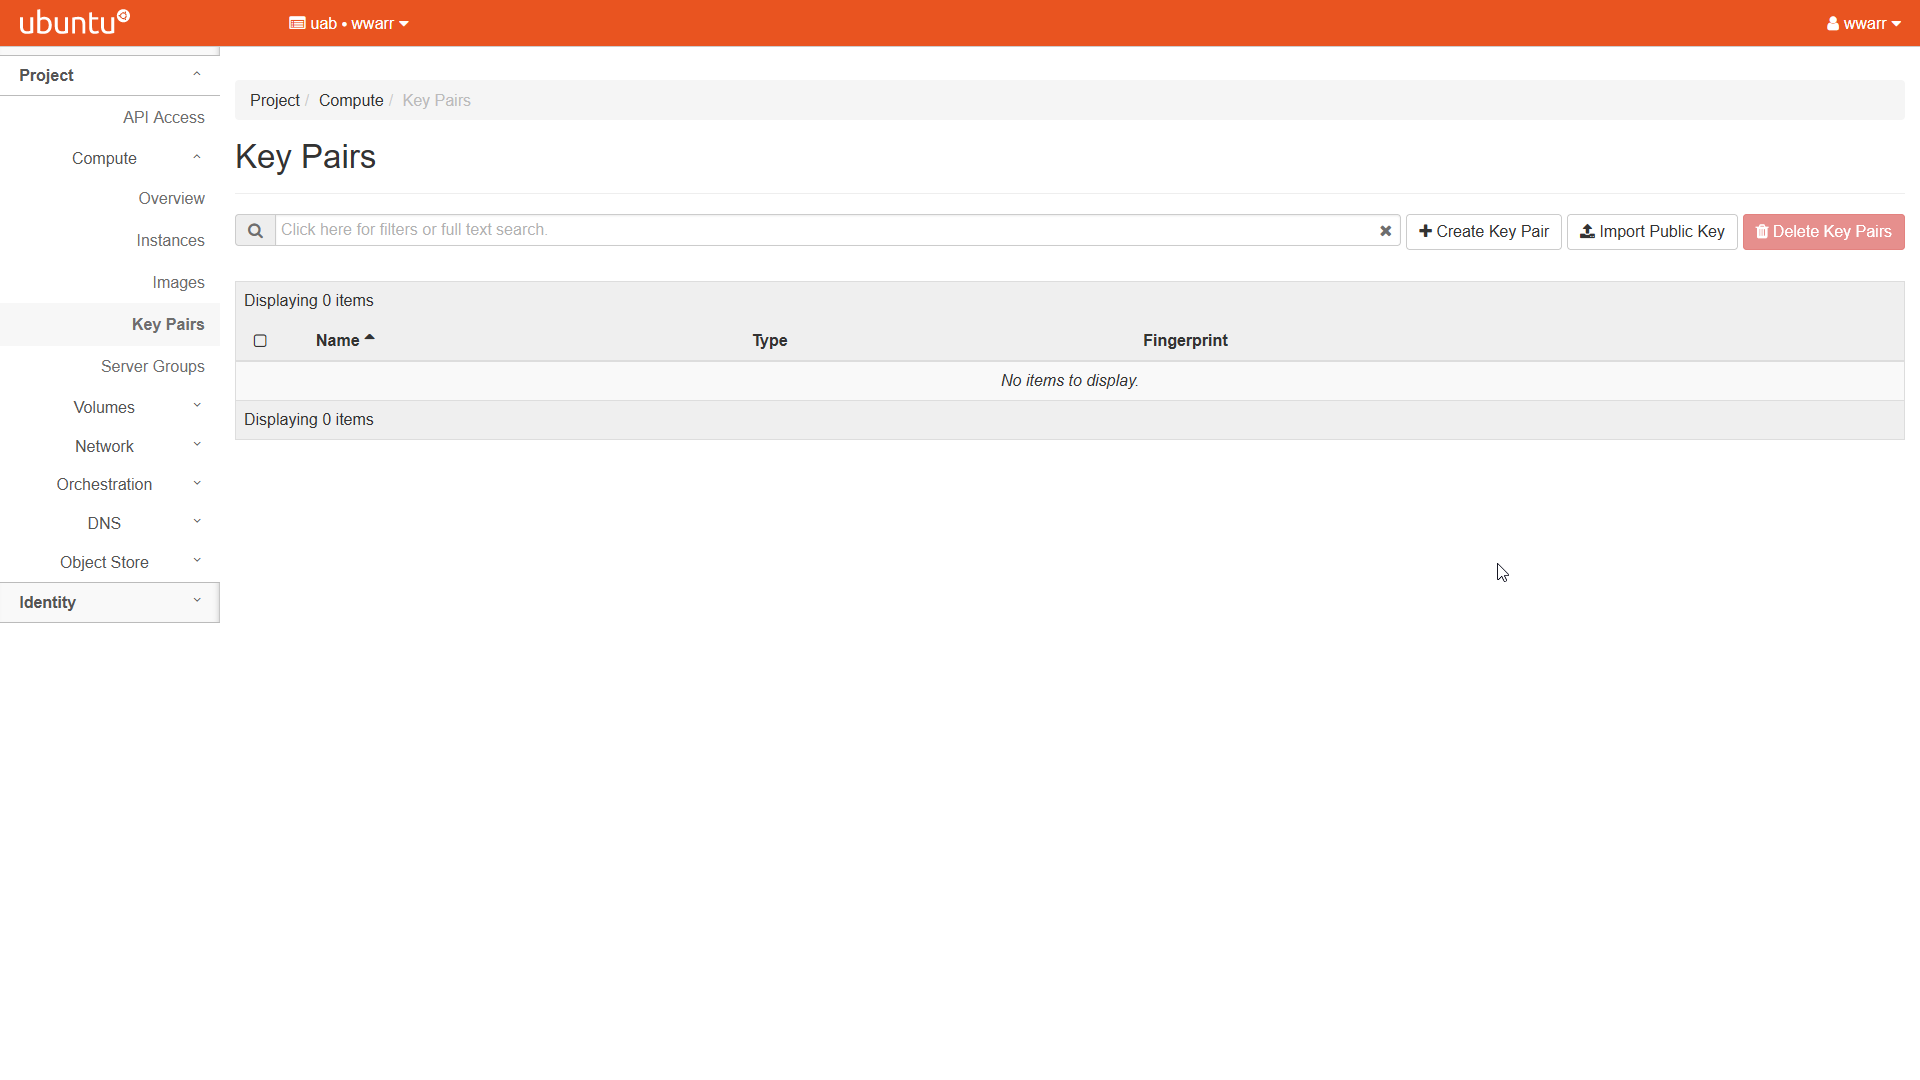 ubuntu
uab • wwarr
wwarr
Project
API Access
Compute
Overview
Instances
Images
Key Pairs
Server Groups
Volumes
Network
Orchestration
DNS
Object Store
Identity
Project / Compute / Key Pairs
Key Pairs
Click here for filters or full text search.
Create Key Pair
Import Public Key
Delete Key Pairs
Displaying 0 items
Name Type Fingerprint
No items to display.
Displaying 0 items